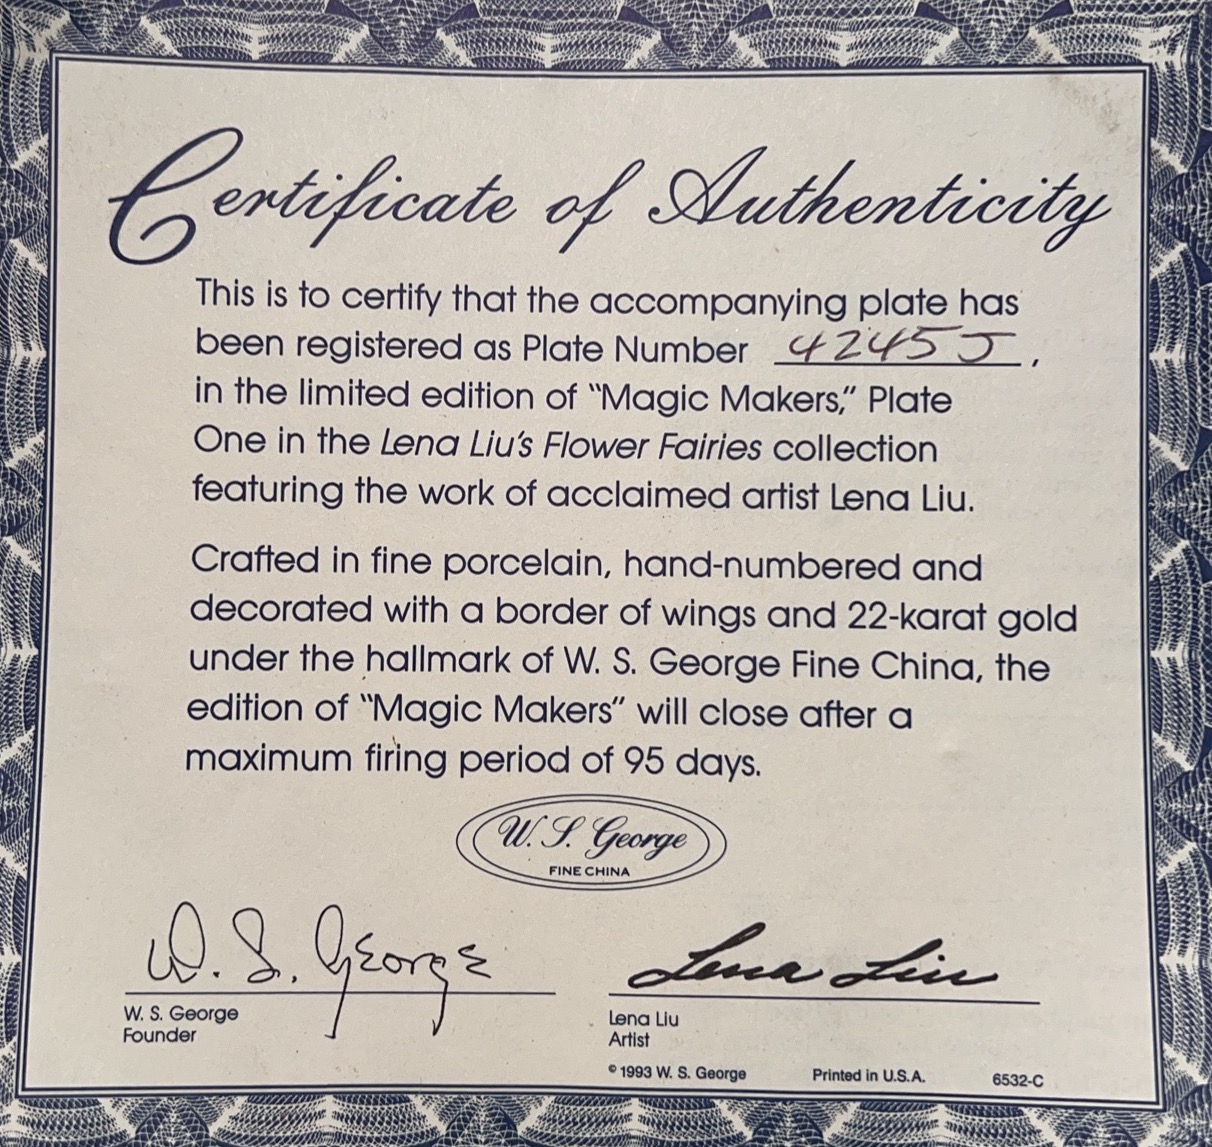 Certificate of Authenticity
This is to certify that the accompanying plate has
been registered as Plate Number 4245J,
in the limited edition of "Magic Makers," Plate
One in the Lena Liu's Flower Fairies collection
featuring the work of acclaimed artist Lena Liu.
Crafted in fine porcelain, hand-numbered and
decorated with a border of wings and 22-karat gold
under the hallmark of W. S. George Fine China, the
edition of "Magic Makers" will close after a
maximum firing period of 95 days.
W. S. George
FINE CHINA
W. S. George
Lena Liu
W. S. George
Founder
Lena Liu
Artist
© 1993 W. S. George Printed in U.S.A. 6532-C